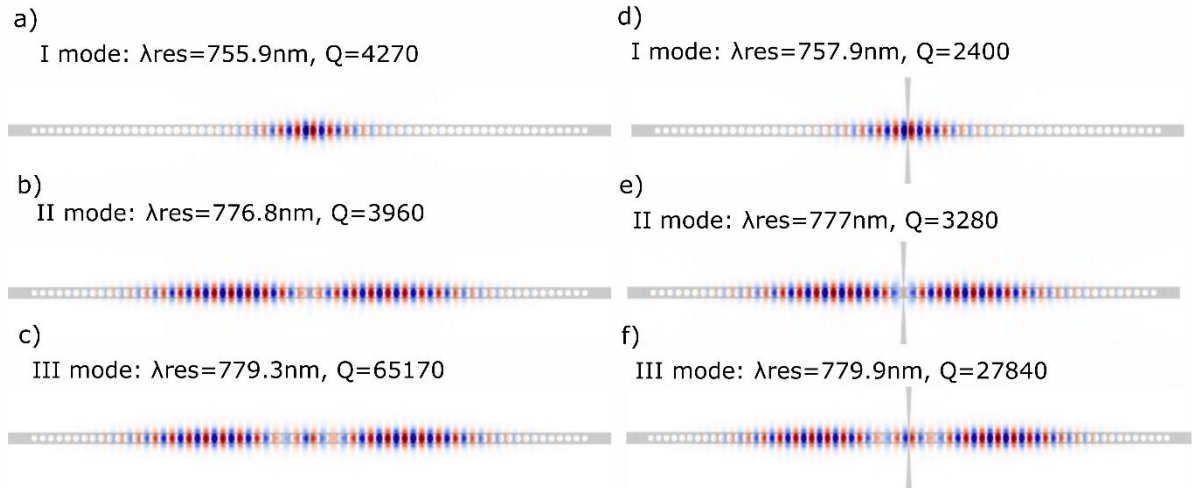 a)
I mode: λres=755.9nm, Q=4270
b)
II mode: λres=776.8nm, Q=3960
c)
III mode: λres=779.3nm, Q=65170
d)
I mode: λres=757.9nm, Q=2400
e)
II mode: λres=777nm, Q=3280
f)
III mode: λres=779.9nm, Q=27840